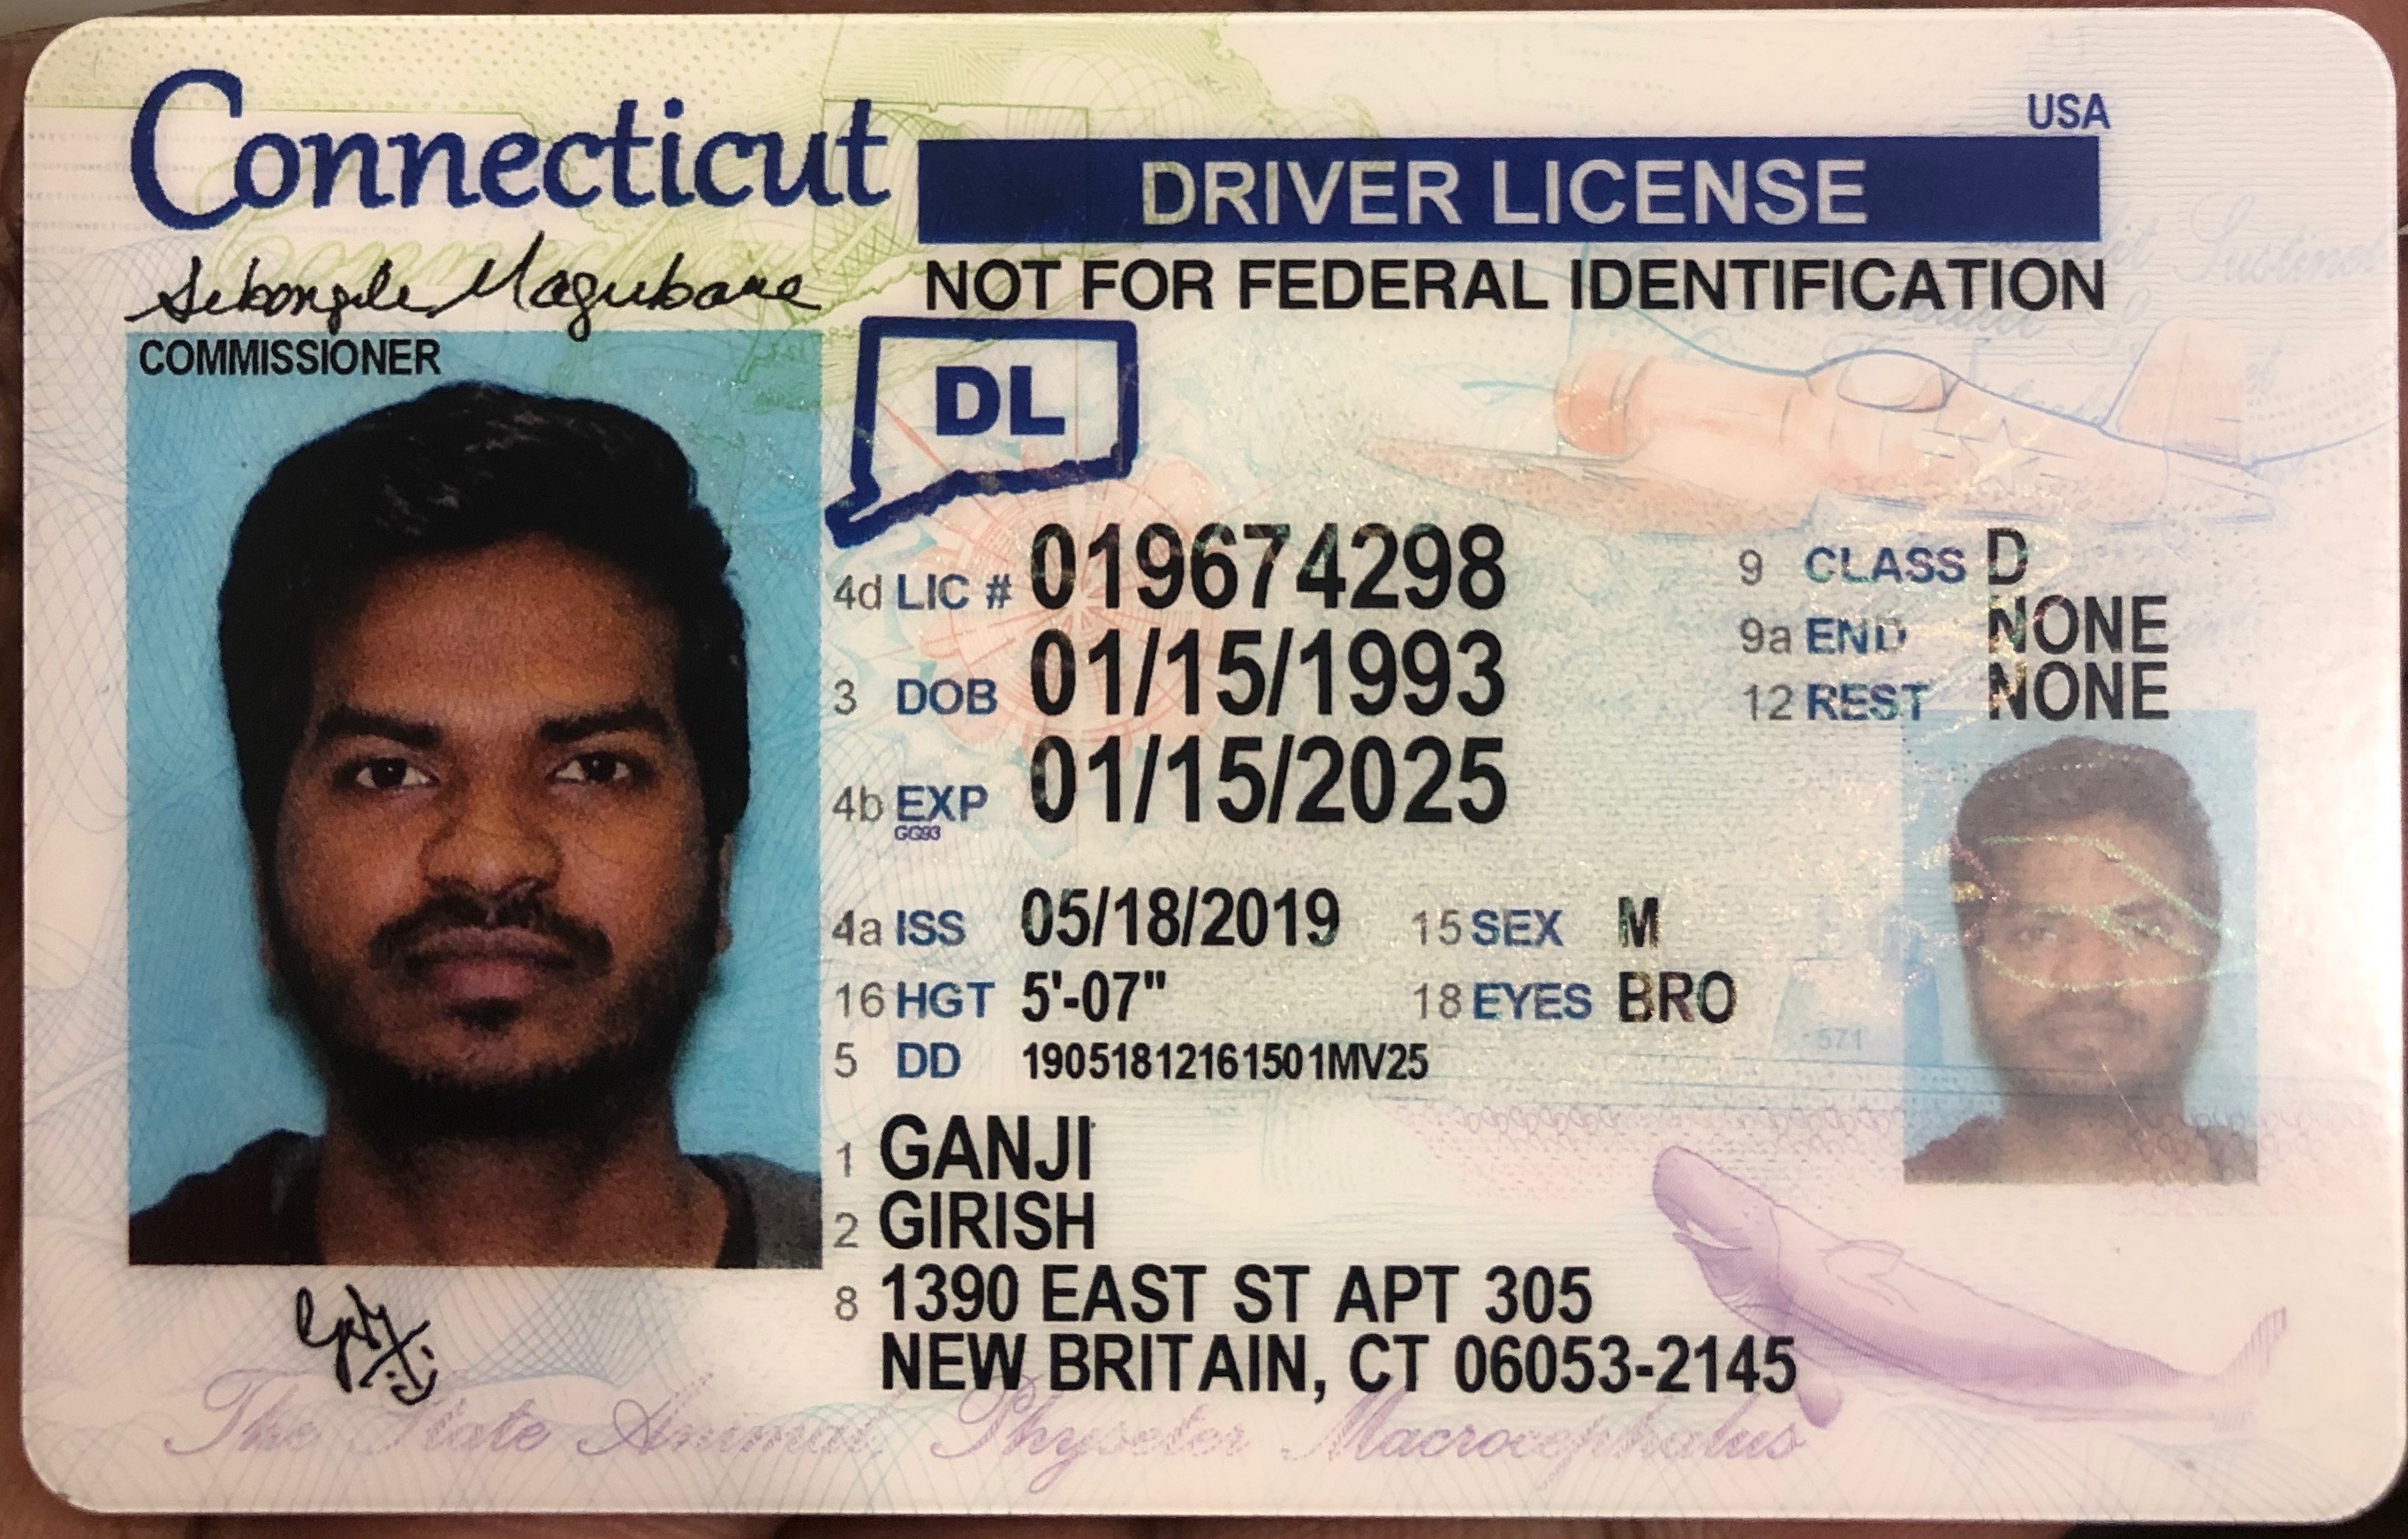 Connecticut
USA
DRIVER LICENSE
Sibongile Magubane
NOT FOR FEDERAL IDENTIFICATION
COMMISSIONER
DL
4d LIC # 019674298
9 CLASS D
9a END NONE
3 DOB 01/15/1993
12 REST NONE
4b EXP 01/15/2025
GG93
4a ISS 05/18/2019 15 SEX M
16 HGT 5'-07" 18 EYES BRO
571
5 DD 19051812161501MV25
1 GANJI
2 GIRISH
8 1390 EAST ST APT 305
NEW BRITAIN, CT 06053-2145
The State Animal Physeter Macrocephalus